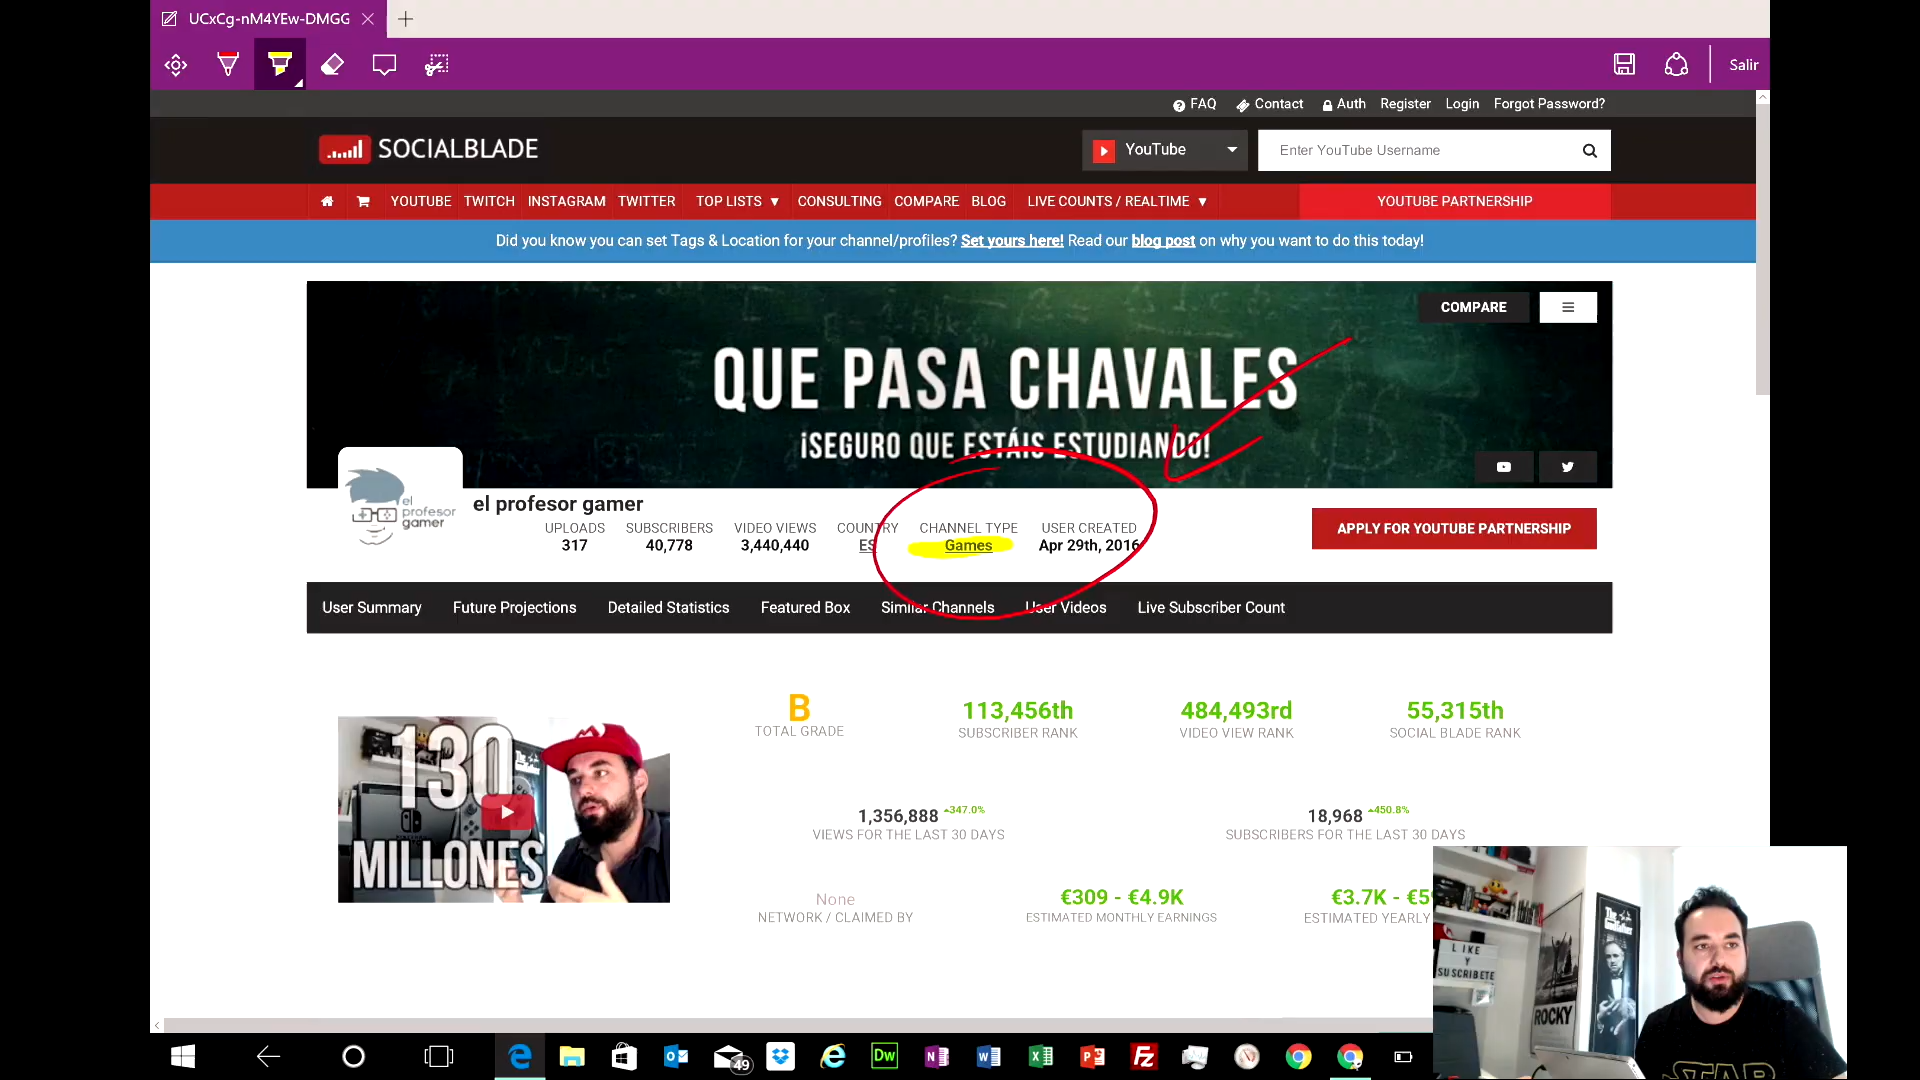 UCxCg-nM4YEw-DMGG
Salir
FAQ Contact Auth Register Login Forgot Password?
SOCIALBLADE
YouTube
Enter YouTube Username
YOUTUBE TWITCH INSTAGRAM TWITTER TOP LISTS ▼ CONSULTING COMPARE BLOG LIVE COUNTS / REALTIME ▼ YOUTUBE PARTNERSHIP
Did you know you can set Tags & Location for your channel/profiles? Set yours here! Read our blog post on why you want to do this today!
COMPARE
QUE PASA CHAVALES
¡SEGURO QUE ESTÁIS ESTUDIANDO!
el profesor gamer
el profesor gamer
UPLOADS SUBSCRIBERS VIDEO VIEWS COUNTRY CHANNEL TYPE USER CREATED
317 40,778 3,440,440 ES Games Apr 29th, 2016
APPLY FOR YOUTUBE PARTNERSHIP
User Summary Future Projections Detailed Statistics Featured Box Similar Channels User Videos Live Subscriber Count
B
TOTAL GRADE
113,456th
SUBSCRIBER RANK
484,493rd
VIDEO VIEW RANK
55,315th
SOCIAL BLADE RANK
130
MILLONES
1,356,888 347.0%
VIEWS FOR THE LAST 30 DAYS
18,968 450.8%
SUBSCRIBERS FOR THE LAST 30 DAYS
None
NETWORK / CLAIMED BY
€309 - €4.9K
ESTIMATED MONTHLY EARNINGS
€3.7K - €5
ESTIMATED YEARLY
The Godfather
LIKE
Y
SUSCRIBETE
ROCKY
STAR
49
Dw